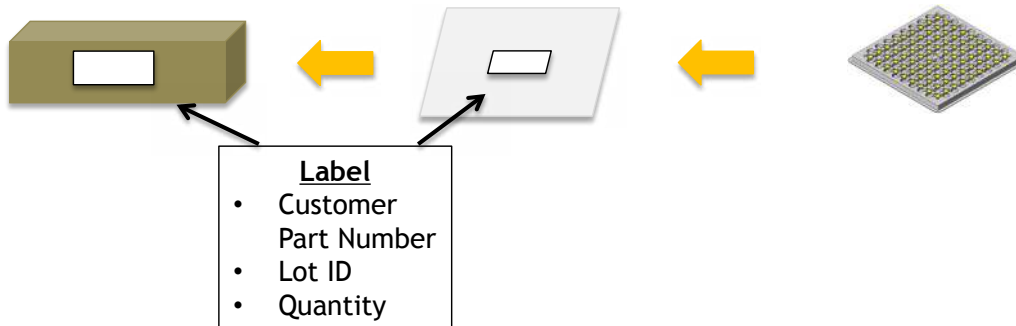 Label
• Customer
Part Number
• Lot ID
• Quantity